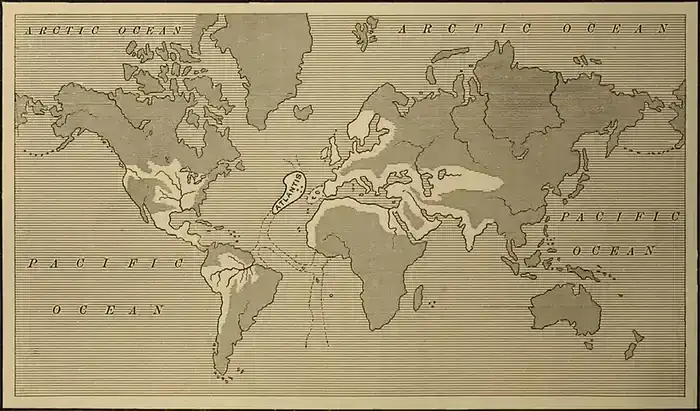 ARCTIC OCEAN
ARCTIC OCEAN
ATLANTIS
PACIFIC
OCEAN
PACIFIC
OCEAN